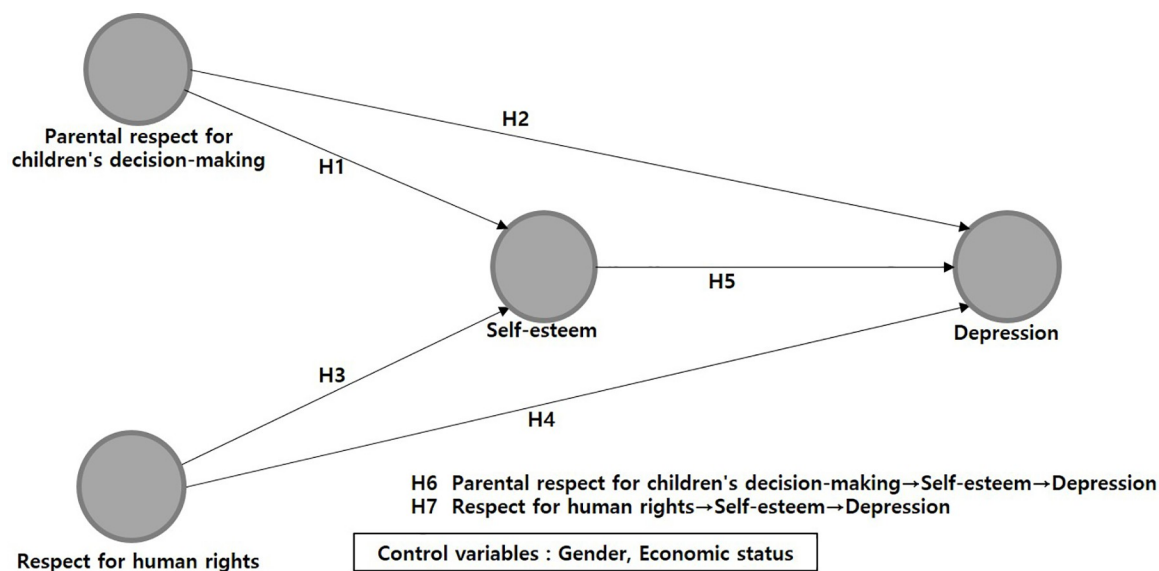 Parental respect for
children's decision-making
H2
H1
Self-esteem
H5
Depression
H3
H4
H6 Parental respect for children's decision-making→Self-esteem→Depression
H7 Respect for human rights→Self-esteem→Depression
Respect for human rights
Control variables : Gender, Economic status